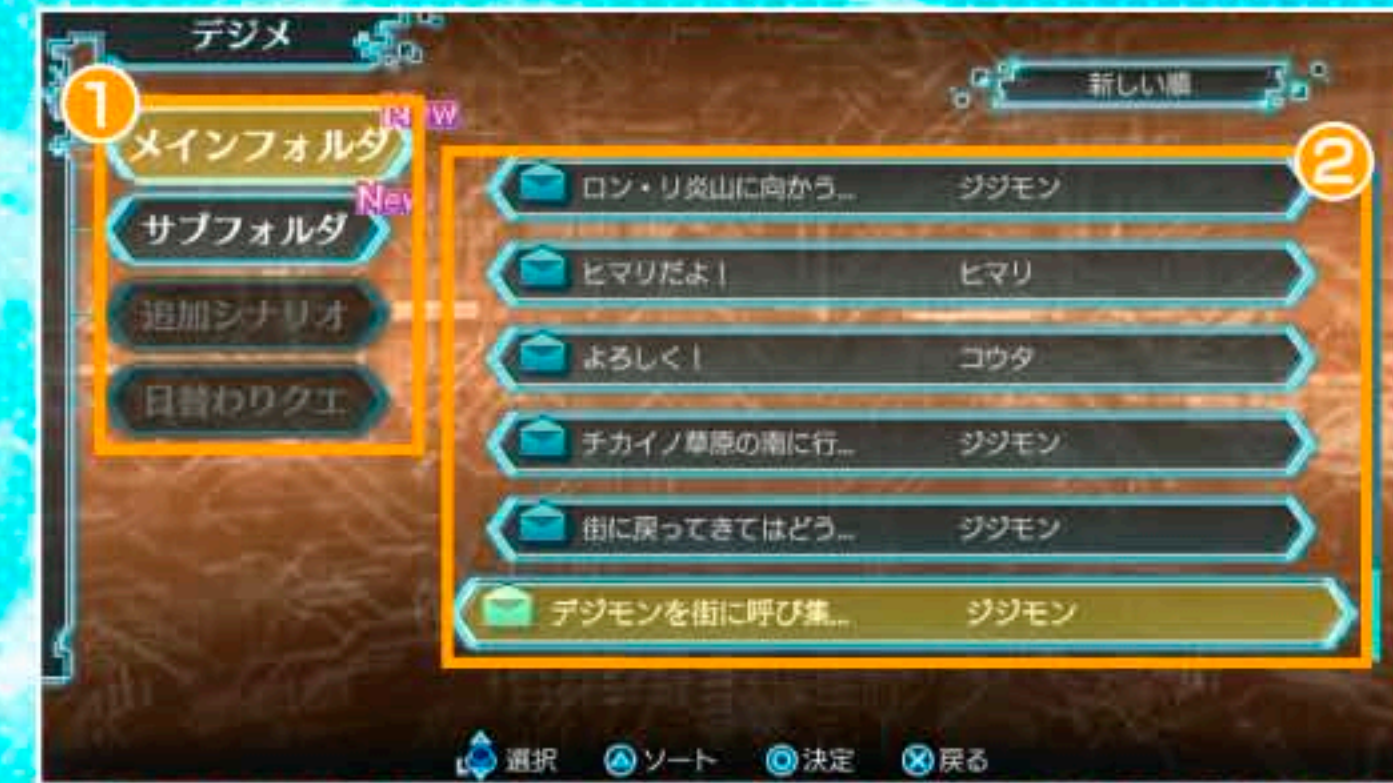 デジメ
新しい順
①
メインフォルダ
New
サブフォルダ
New
追加シナリオ
日替わりクエ
②
ロン・リ炎山に向かう... ジジモン
ヒマリだよ！ ヒマリ
よろしく！ コウタ
チカイノ草原の南に行... ジジモン
街に戻ってきてはどう... ジジモン
デジモンを街に呼び集... ジジモン
L 選択 △ソート ◎決定 ⊗戻る